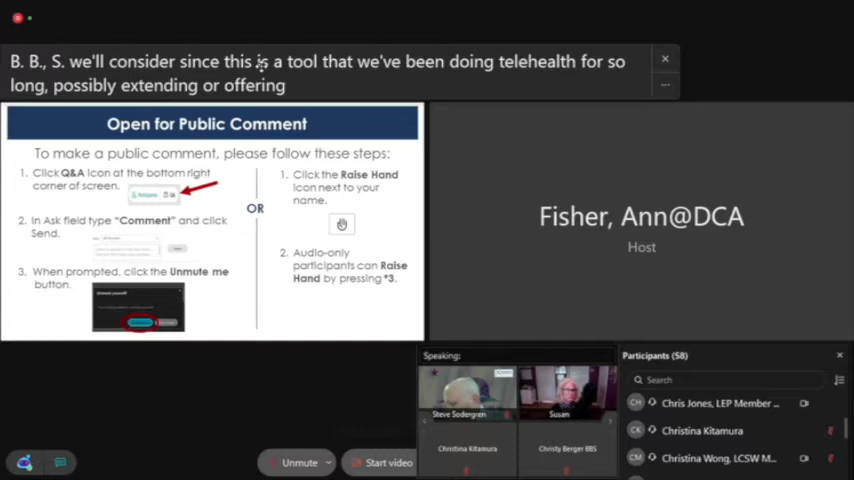 B. B., S. we'll consider since this is a tool that we've been doing telehealth for so
long, possibly extending or offering
Open for Public Comment
To make a public comment, please follow these steps:
1. Click Q&A icon at the bottom right
corner of screen.
2. In Ask field type "Comment" and click
Send.
3. When prompted, click the Unmute me
button.
OR
1. Click the Raise Hand
icon next to your
name.
2. Audio-only
participants can Raise
Hand by pressing *3.
Fisher, Ann@DCA
Host
Speaking:
Steve Sodergren
Susan
Christina Kitamura
Christy Berger BBS
Participants (58)
Search
CH Chris Jones, LEP Member ...
CK Christina Kitamura
CM Christina Wong, LCSW M...
Unmute
Start video